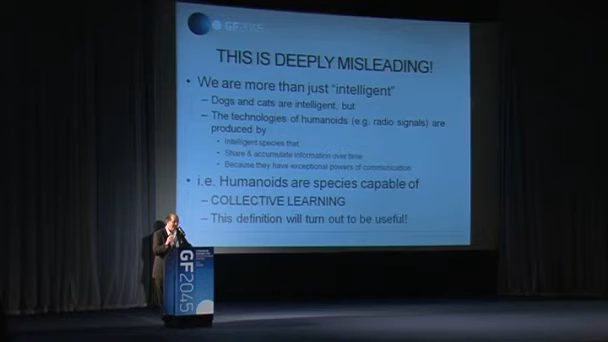 GF2045
THIS IS DEEPLY MISLEADING!
• We are more than just “intelligent”
– Dogs and cats are intelligent, but
– The technologies of humanoids (e.g. radio signals) are
produced by
• Intelligent species that
• Share & accumulate information over time
• Because they have exceptional powers of communication
• i.e. Humanoids are species capable of
– COLLECTIVE LEARNING
– This definition will turn out to be useful!
GF2045